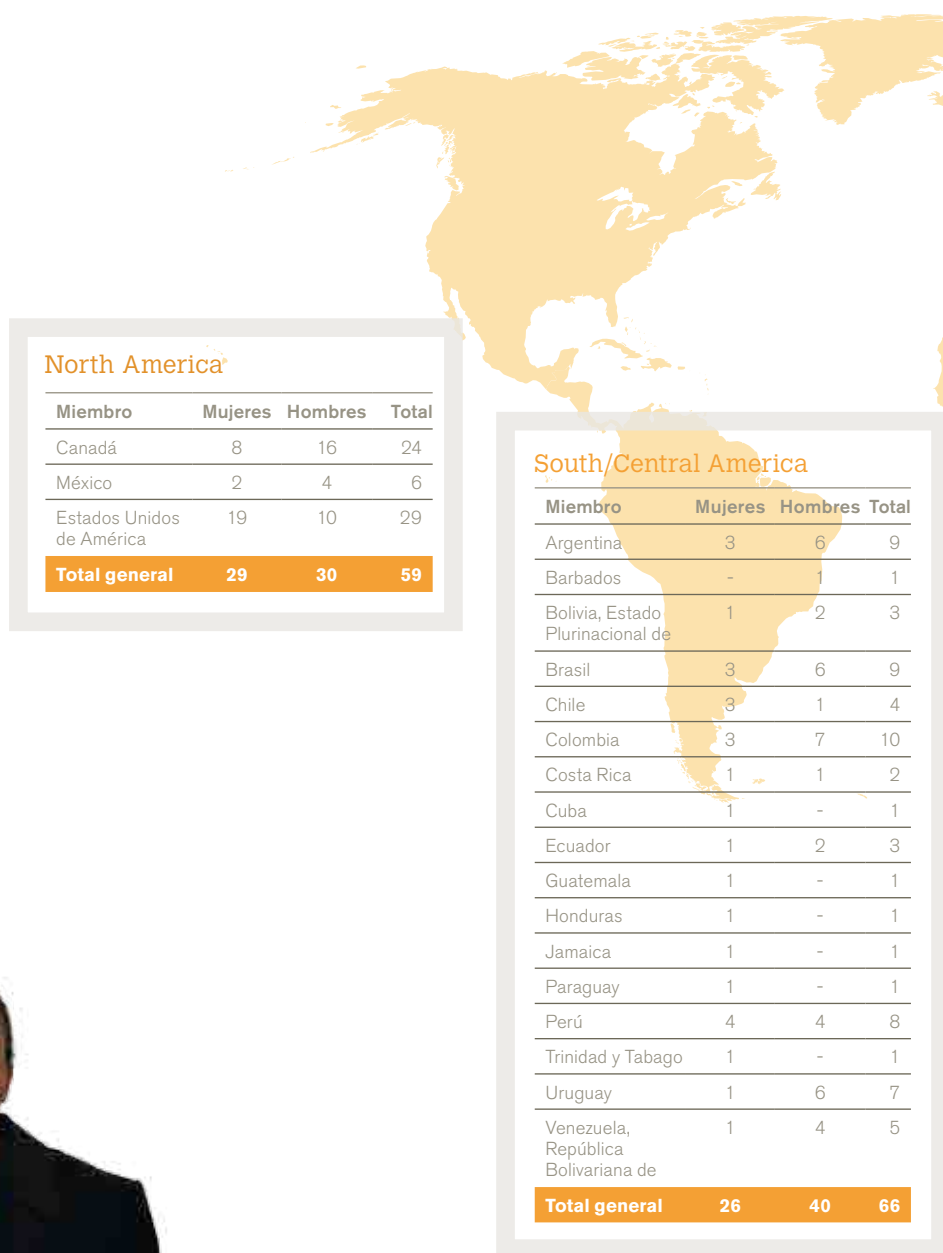 North America
Miembro Mujeres Hombres Total
Canadá 8 16 24
México 2 4 6
Estados Unidos 19 10 29
de América
Total general 29 30 59
South/Central America
Miembro Mujeres Hombres Total
Argentina 3 6 9
Barbados - 1 1
Bolivia, Estado 1 2 3
Plurinacional de
Brasil 3 6 9
Chile 3 1 4
Colombia 3 7 10
Costa Rica 1 1 2
Cuba 1 - 1
Ecuador 1 2 3
Guatemala 1 - 1
Honduras 1 - 1
Jamaica 1 - 1
Paraguay 1 - 1
Perú 4 4 8
Trinidad y Tabago 1 - 1
Uruguay 1 6 7
Venezuela, 1 4 5
República
Bolivariana de
Total general 26 40 66